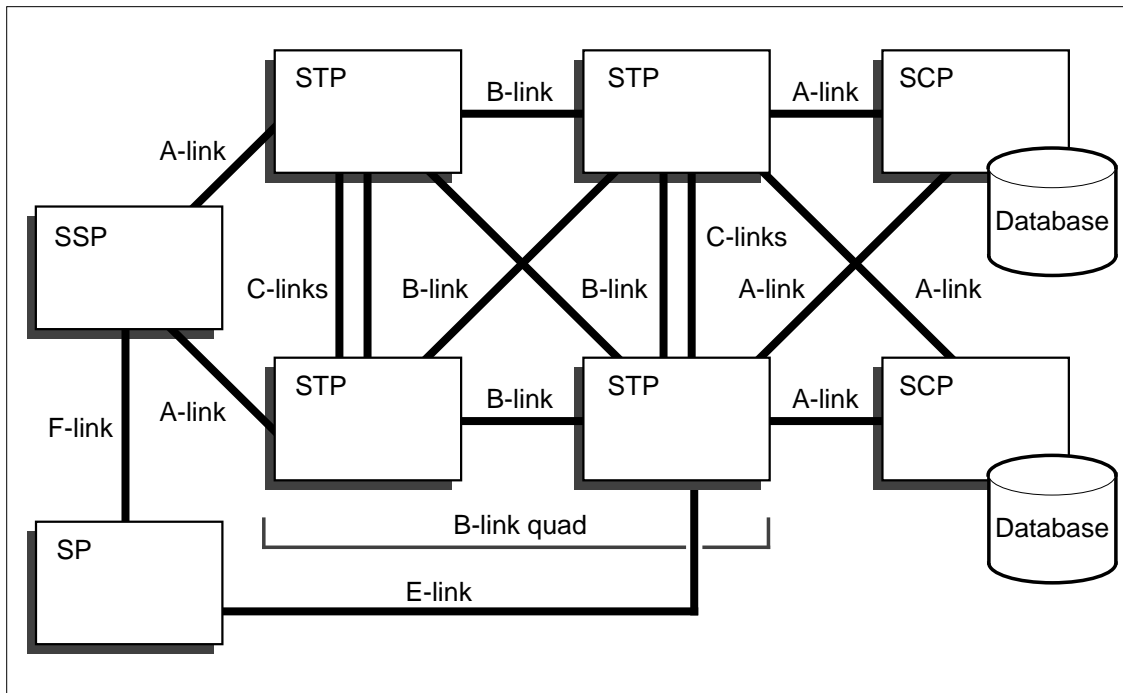 STP
B-link
STP
A-link
SCP
A-link
SSP
Database
C-links
C-links
B-link
B-link
A-link
A-link
STP
B-link
STP
A-link
SCP
A-link
F-link
B-link quad
Database
SP
E-link